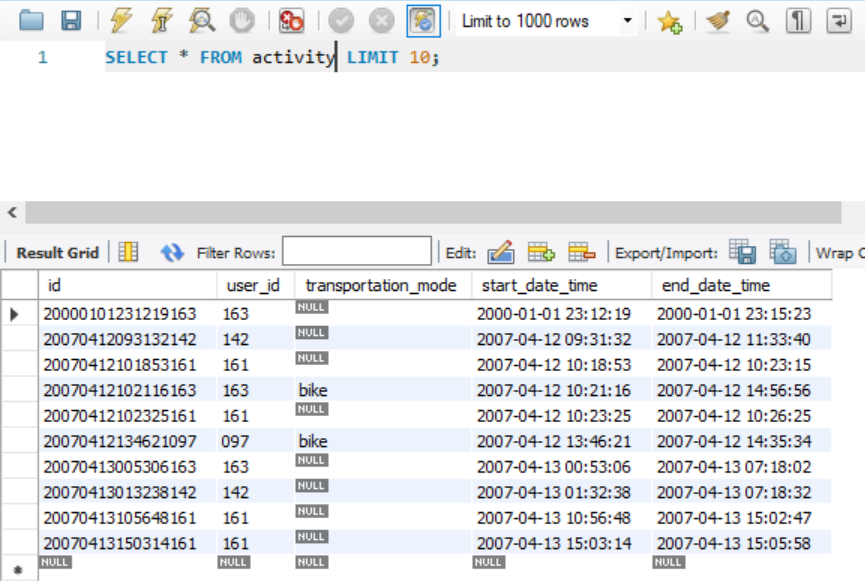 Limit to 1000 rows
1 SELECT * FROM activity LIMIT 10;
Result Grid Filter Rows: Edit: Export/Import: Wrap C
id user_id transportation_mode start_date_time end_date_time
20000101231219163 163 NULL 2000-01-01 23:12:19 2000-01-01 23:15:23
20070412093132142 142 NULL 2007-04-12 09:31:32 2007-04-12 11:33:40
20070412101853161 161 NULL 2007-04-12 10:18:53 2007-04-12 10:23:15
20070412102116163 163 bike 2007-04-12 10:21:16 2007-04-12 14:56:56
20070412102325161 161 NULL 2007-04-12 10:23:25 2007-04-12 10:26:25
20070412134621097 097 bike 2007-04-12 13:46:21 2007-04-12 14:35:34
20070413005306163 163 NULL 2007-04-13 00:53:06 2007-04-13 07:18:02
20070413013238142 142 NULL 2007-04-13 01:32:38 2007-04-13 07:18:32
20070413105648161 161 NULL 2007-04-13 10:56:48 2007-04-13 15:02:47
20070413150314161 161 NULL 2007-04-13 15:03:14 2007-04-13 15:05:58
NULL NULL NULL NULL NULL